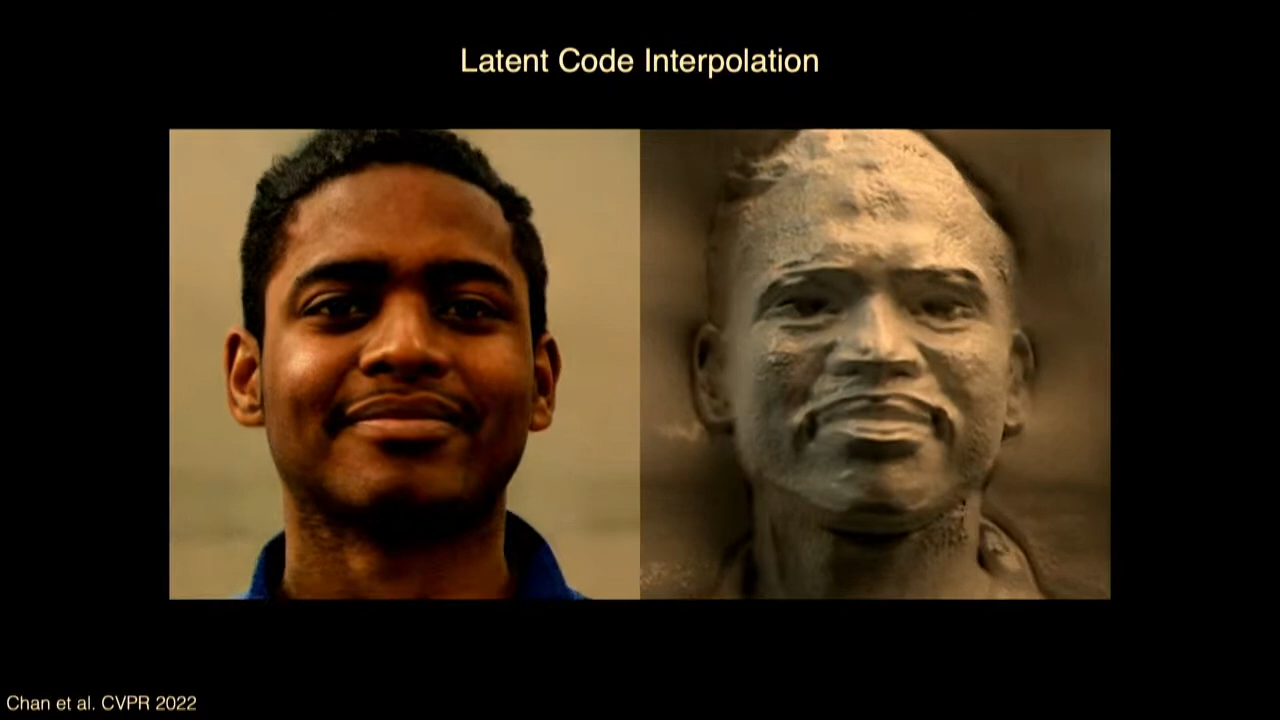 Latent Code Interpolation
Chan et al. CVPR 2022